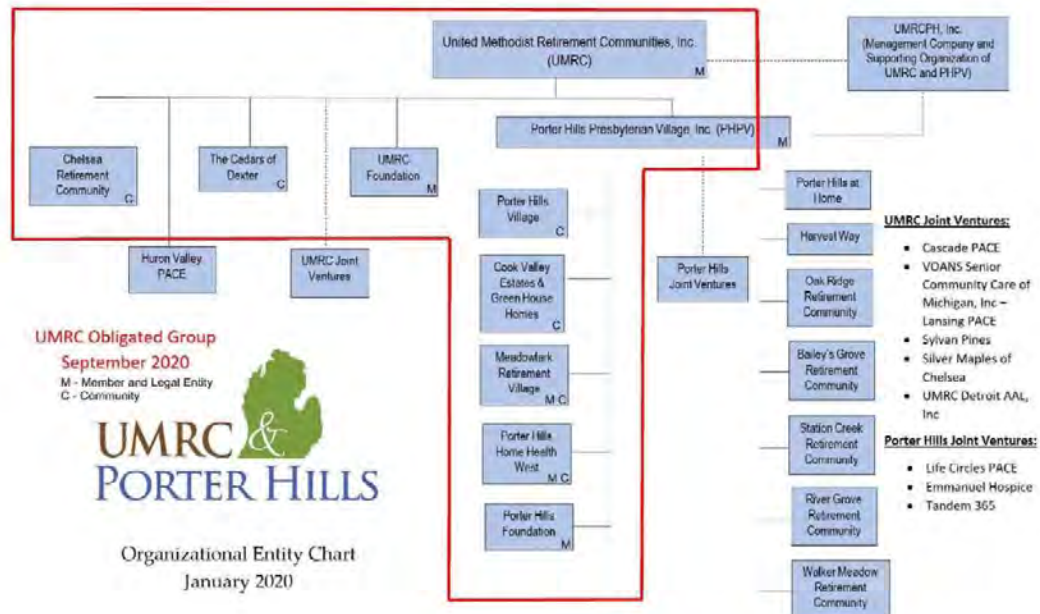 United Methodist Retirement Communities, Inc.
(UMRC)
M
UMRCPH, Inc.
(Management Company and
Supporting Organization of
UMRC and PHPV)
Porter Hills Presbyterian Village, Inc. (PHPV)
M
Chelsea
Retirement
Community
C
The Cedars of
Dexter
C
UMRC
Foundation
M
Huron Valley
PACE
UMRC Joint
Ventures
Porter Hills
Village
C
Cook Valley
Estates &
Green House
Homes
C
Meadowlark
Retirement
Village
M C
Porter Hills
Home Health
West
M C
Porter Hills
Foundation
M
Porter Hills
Joint Ventures
Porter Hills at
Home
Harvest Way
Oak Ridge
Retirement
Community
Bailey's Grove
Retirement
Community
Station Creek
Retirement
Community
River Grove
Retirement
Community
Walker Meadow
Retirement
Community
UMRC Joint Ventures:
▪ Cascade PACE
▪ VOANS Senior
Community Care of
Michigan, Inc –
Lansing PACE
▪ Sylvan Pines
▪ Silver Maples of
Chelsea
▪ UMRC Detroit AAL,
Inc
Porter Hills Joint Ventures:
▪ Life Circles PACE
▪ Emmanuel Hospice
▪ Tandem 365
UMRC Obligated Group
September 2020
M - Member and Legal Entity
C - Community
UMRC &
PORTER HILLS
Organizational Entity Chart
January 2020